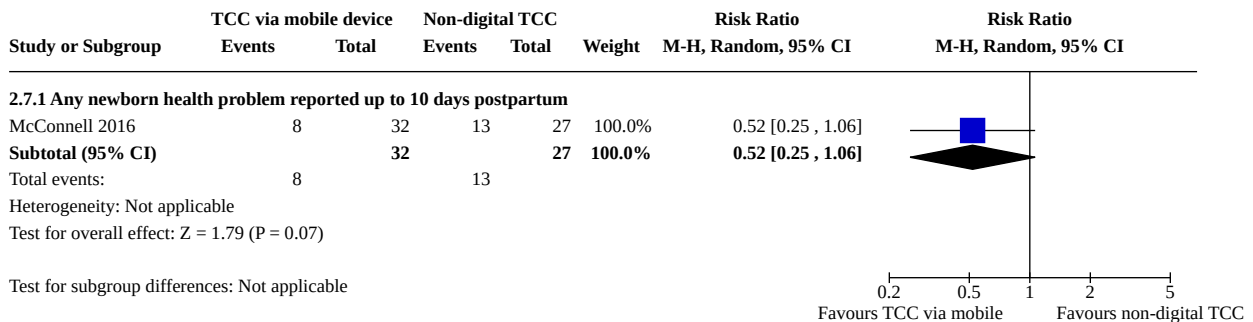 TCC via mobile device Non-digital TCC Risk Ratio Risk Ratio
Study or Subgroup Events Total Events Total Weight M-H, Random, 95% CI M-H, Random, 95% CI
2.7.1 Any newborn health problem reported up to 10 days postpartum
McConnell 2016 8 32 13 27 100.0% 0.52 [0.25 , 1.06]
Subtotal (95% CI) 32 27 100.0% 0.52 [0.25 , 1.06]
Total events: 8 13
Heterogeneity: Not applicable
Test for overall effect: Z = 1.79 (P = 0.07)
Test for subgroup differences: Not applicable
0.2 0.5 1 2 5
Favours TCC via mobile Favours non-digital TCC